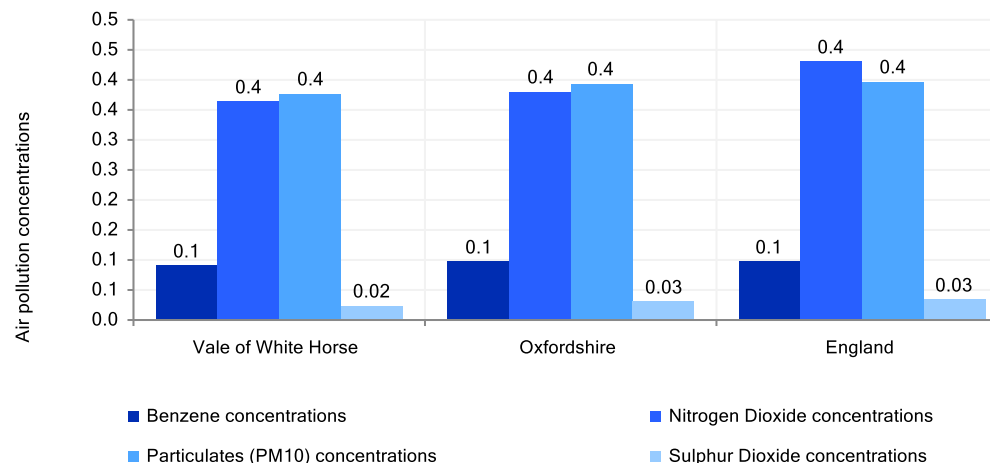 Air pollution concentrations
0.5
0.5
0.4
0.4
0.3
0.3
0.2
0.2
0.1
0.1
0.0
0.1
0.4
0.4
0.02
0.1
0.4
0.4
0.03
0.1
0.4
0.4
0.03
Vale of White Horse
Oxfordshire
England
Benzene concentrations
Nitrogen Dioxide concentrations
Particulates (PM10) concentrations
Sulphur Dioxide concentrations